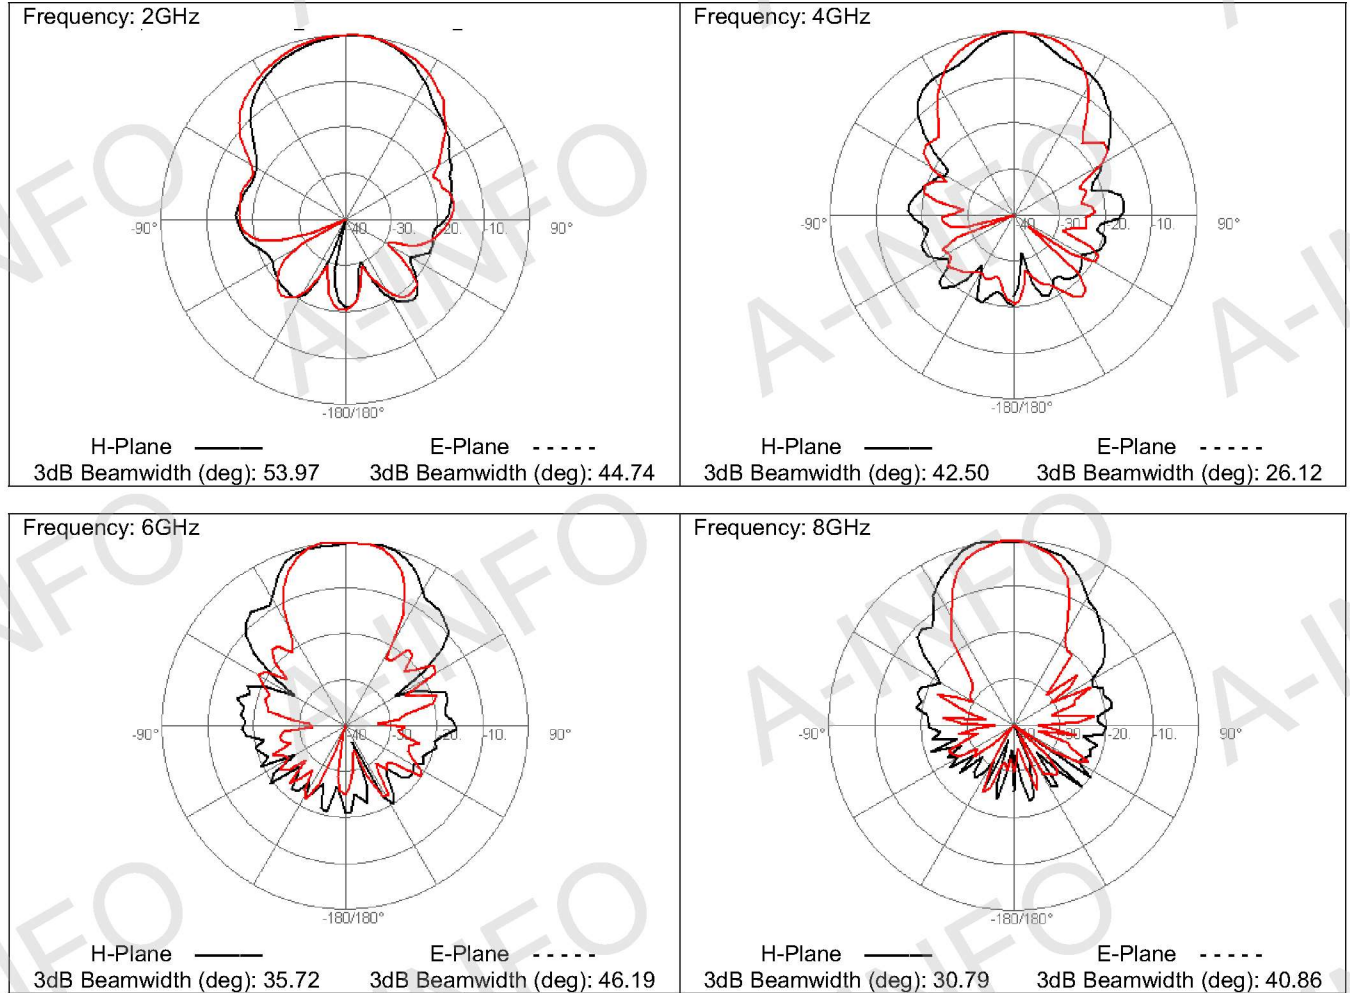 Frequency: 2GHz
-90° -40 -30. -20. -10. 90°
-180/180°
H-Plane E-Plane
3dB Beamwidth (deg): 53.97 3dB Beamwidth (deg): 44.74
Frequency: 4GHz
-90° -40 -30. -20. -10. 90°
-180/180°
H-Plane E-Plane
3dB Beamwidth (deg): 42.50 3dB Beamwidth (deg): 26.12
Frequency: 6GHz
-90° -40 -20. -10. 90°
-180/180°
H-Plane E-Plane
3dB Beamwidth (deg): 35.72 3dB Beamwidth (deg): 46.19
Frequency: 8GHz
-90° -40 -30. -20. -10. 90°
-180/180°
H-Plane E-Plane
3dB Beamwidth (deg): 30.79 3dB Beamwidth (deg): 40.86
A-INFO
A-INFO
A-INFO
A-INFO